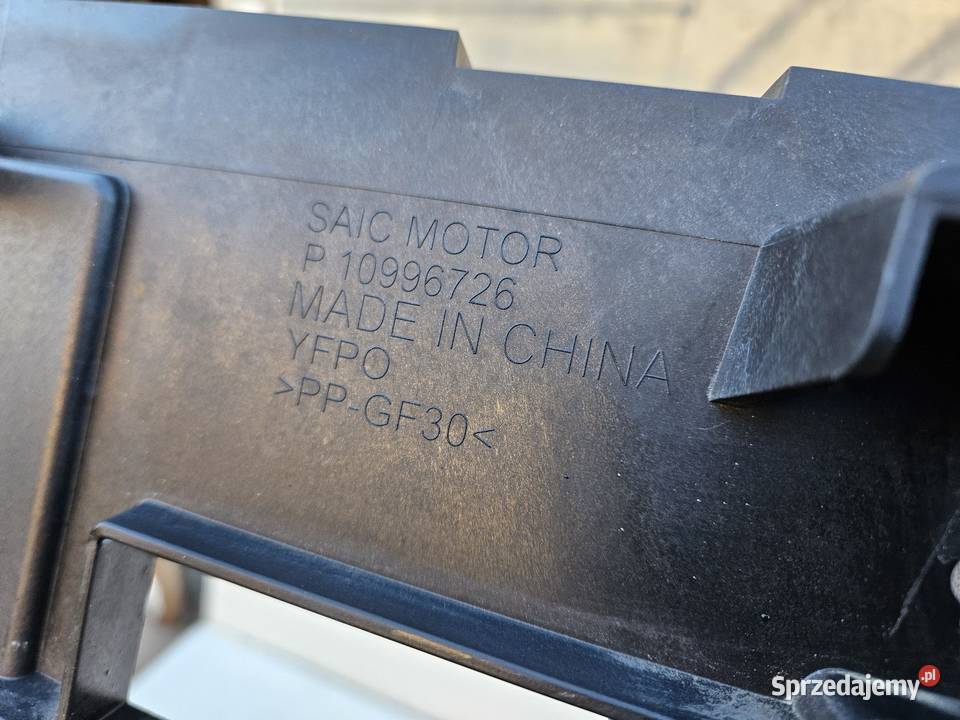 SAIC MOTOR
P 10996726
MADE IN CHINA
YFPO
>PP-GF30<
Sprzedajemy.pl